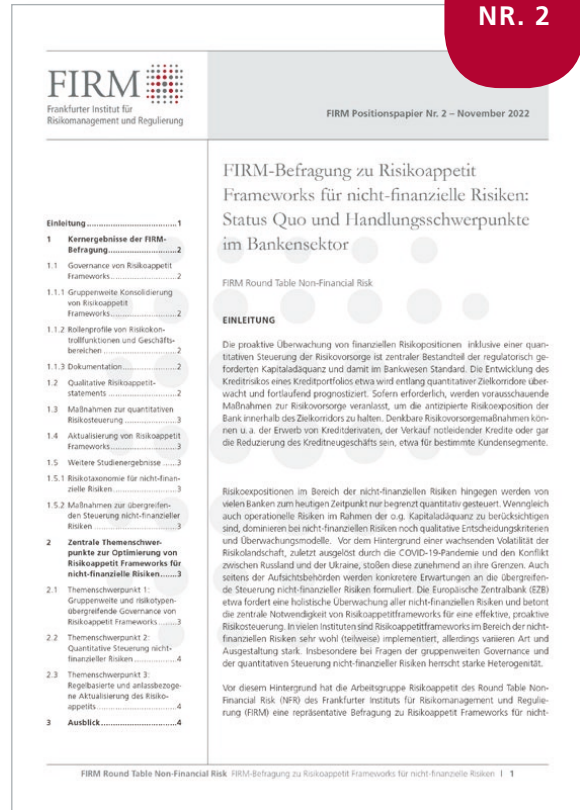 NR. 2
FIRM
Frankfurter Institut für
Risikomanagement und Regulierung
FIRM Positionspapier Nr. 2 – November 2022
FIRM-Befragung zu Risikoappetit
Frameworks für nicht-finanzielle Risiken:
Status Quo und Handlungsschwerpunkte
im Bankensektor
FIRM Round Table Non-Financial Risk
Einleitung ................................1
1 Kernergebnisse der FIRM-
Befragung.........................2
1.1 Governance von Risikoappetit
Frameworks.......................2
1.1.1 Gruppenweite Konsolidierung
von Risikoappetit
Frameworks.......................2
1.1.2 Rollenprofile von Risikokon-
trollfunktionen und Geschäfts-
bereichen ..........................2
1.1.3 Dokumentation....................2
1.2 Qualitative Risikoappetit-
statements .........................2
1.3 Maßnahmen zur quantitativen
Risikosteuerung ...................3
1.4 Aktualisierung von Risikoappetit
Frameworks.......................3
1.5 Weitere Studienergebnisse ......3
1.5.1 Risikotaxonomie für nicht-finan-
zielle Risiken.......................3
1.5.2 Maßnahmen zur übergreifen-
den Steuerung nicht-finanzieller
Risiken ..............................3
2 Zentrale Themenschwer-
punkte zur Optimierung von
Risikoappetit Frameworks für
nicht-finanzielle Risiken.......3
2.1 Themenschwerpunkt 1:
Gruppenweite und risikotypen-
übergreifende Governance von
Risikoappetit Frameworks......3
2.2 Themenschwerpunkt 2:
Quantitative Steuerung nicht-
finanzieller Risiken ................4
2.3 Themenschwerpunkt 3:
Regelbasierte und anlassbezoge-
ne Aktualisierung des Risiko-
appetits..............................4
3 Ausblick..........................4
EINLEITUNG
Die proaktive Überwachung von finanziellen Risikopositionen inklusive einer quan-
titativen Steuerung der Risikovorsorge ist zentraler Bestandteil der regulatorisch ge-
forderten Kapitaladäquanz und damit im Bankwesen Standard. Die Entwicklung des
Kreditrisikos eines Kreditportfolios etwa wird entlang quantitativer Zielkorridore über-
wacht und fortlaufend prognostiziert. Sofern erforderlich, werden vorausschauende
Maßnahmen zur Risikovorsorge veranlasst, um die antizipierte Risikoexposition der
Bank innerhalb des Zielkorridors zu halten. Denkbare Risikovorsorgemaßnahmen kön-
nen u. a. der Erwerb von Kreditderivaten, der Verkauf notleidender Kredite oder gar
die Reduzierung des Kreditneugeschäfts sein, etwa für bestimmte Kundensegmente.
Risikoexpositionen im Bereich der nicht-finanziellen Risiken hingegen werden von
vielen Banken zum heutigen Zeitpunkt nur begrenzt quantitativ gesteuert. Wenngleich
auch operationelle Risiken im Rahmen der o.g. Kapitaladäquanz zu berücksichtigen
sind, dominieren bei nicht-finanziellen Risiken noch qualitative Entscheidungskriterien
und Überwachungsmodelle. Vor dem Hintergrund einer wachsenden Volatilität der
Risikolandschaft, zuletzt ausgelöst durch die COVID-19-Pandemie und den Konflikt
zwischen Russland und der Ukraine, stoßen diese zunehmend an ihre Grenzen. Auch
seitens der Aufsichtsbehörden werden konkretere Erwartungen an die übergreifen-
de Steuerung nicht-finanzieller Risiken formuliert. Die Europäische Zentralbank (EZB)
etwa fordert eine holistische Überwachung aller nicht-finanziellen Risiken und betont
die zentrale Notwendigkeit von Risikoappetitframeworks für eine effektive, proaktive
Risikosteuerung. In vielen Instituten sind Risikoappetitframeworks im Bereich der nicht-
finanziellen Risiken sehr wohl (teilweise) implementiert, allerdings variieren Art und
Ausgestaltung stark. Insbesondere bei Fragen der gruppenweiten Governance und
der quantitativen Steuerung nicht-finanzieller Risiken herrscht starke Heterogenität.
Vor diesem Hintergrund hat die Arbeitsgruppe Risikoappetit des Round Table Non-
Financial Risk (NFR) des Frankfurter Instituts für Risikomanagement und Regulie-
rung (FIRM) eine repräsentative Befragung zu Risikoappetit Frameworks für nicht-
FIRM Round Table Non-Financial Risk FIRM-Befragung zu Risikoappetit Frameworks für nicht-finanzielle Risiken | 1